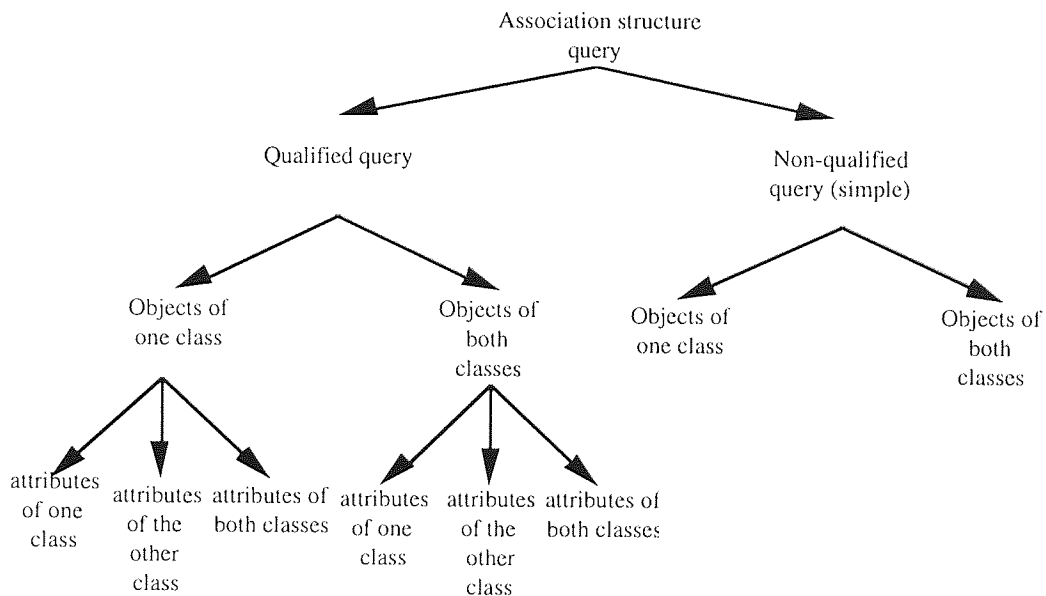 Association structure
query
Qualified query
Non-qualified
query (simple)
Objects of
one class
Objects of
both
classes
Objects of
one class
Objects of
both
classes
attributes
of one
class
attributes
of the
other
class
attributes of
both classes
attributes
of one
class
attributes
of the
other
class
attributes of
both classes